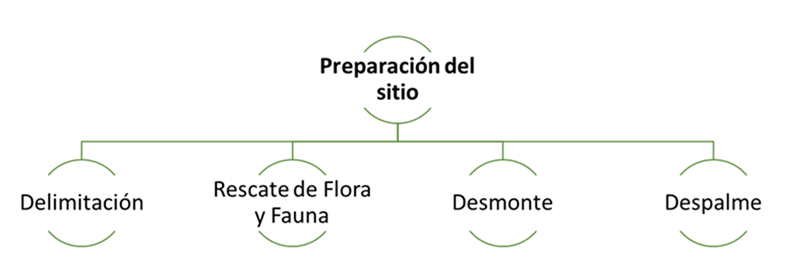 Preparación del
sitio
Delimitación
Rescate de Flora
y Fauna
Desmonte
Despalme